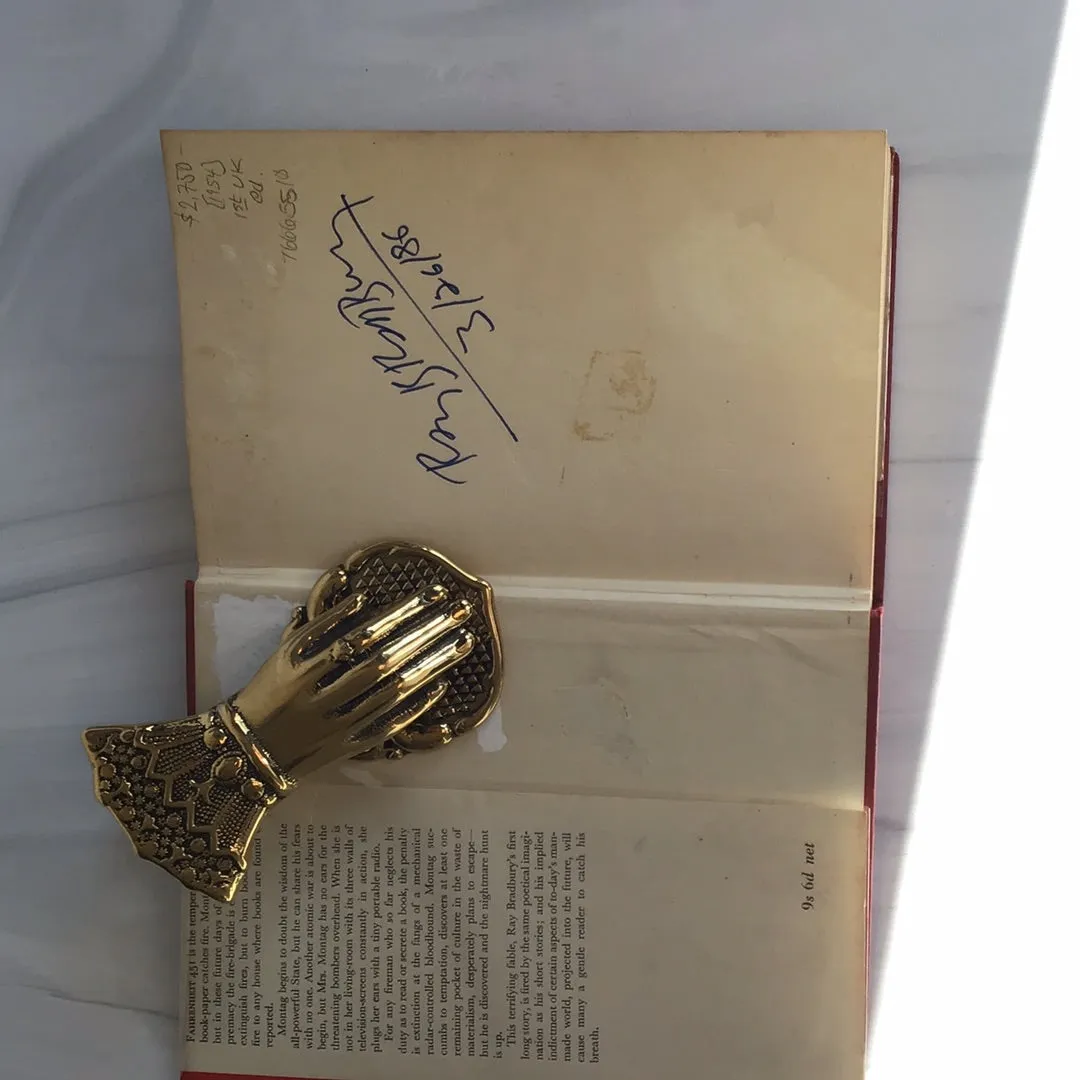 FAHRENHEIT 451 is the temper
book-paper catches fire. Mont
but in these future days of
premacy the fire-brigade is
extinguish fires, but to burn
fire to any house where books are found
reported.
Montag begins to doubt the wisdom of the
all-powerful State, but he can share his fears
with no one. Another atomic war is about to
begin, but Mrs. Montag has no ears for the
threatening bombers overhead. When she is
not in her living-room with its three walls of
television-screens constantly in action, she
plugs her ears with a tiny portable radio.
For any fireman who so far neglects his
duty as to read or secrete a book, the penalty
is extinction at the fangs of a mechanical
radar-controlled bloodhound. Montag suc-
cumbs to temptation, discovers at least one
remaining pocket of culture in the waste of
materialism, desperately plans to escape—
but he is discovered and the nightmare hunt
is up.
This terrifying fable, Ray Bradbury's first
long story, is fired by the same poetical imagi-
nation as his short stories; and his implied
indictment of certain aspects of to-day's man-
made world, projected into the future, will
cause many a gentle reader to catch his
breath.
9s 6d net
$2,750-
[1954]
1st UK
ed.
Ray Bradbury
3/26/86